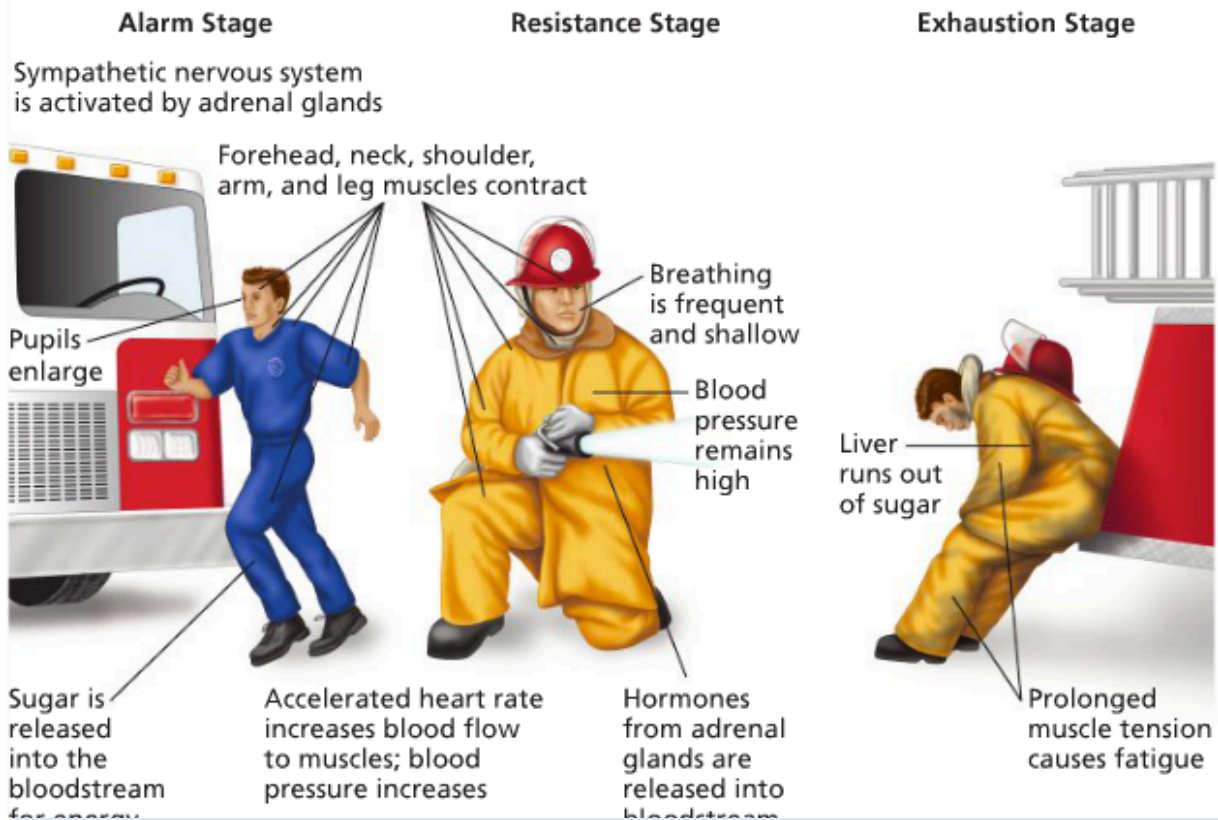 Alarm Stage
Resistance Stage
Exhaustion Stage
Sympathetic nervous system
is activated by adrenal glands
Forehead, neck, shoulder,
arm, and leg muscles contract
Pupils
enlarge
Breathing
is frequent
and shallow
Blood
pressure
remains
high
Liver
runs out
of sugar
Sugar is
released
into the
bloodstream
for energy
Accelerated heart rate
increases blood flow
to muscles; blood
pressure increases
Hormones
from adrenal
glands are
released into
bloodstream
Prolonged
muscle tension
causes fatigue